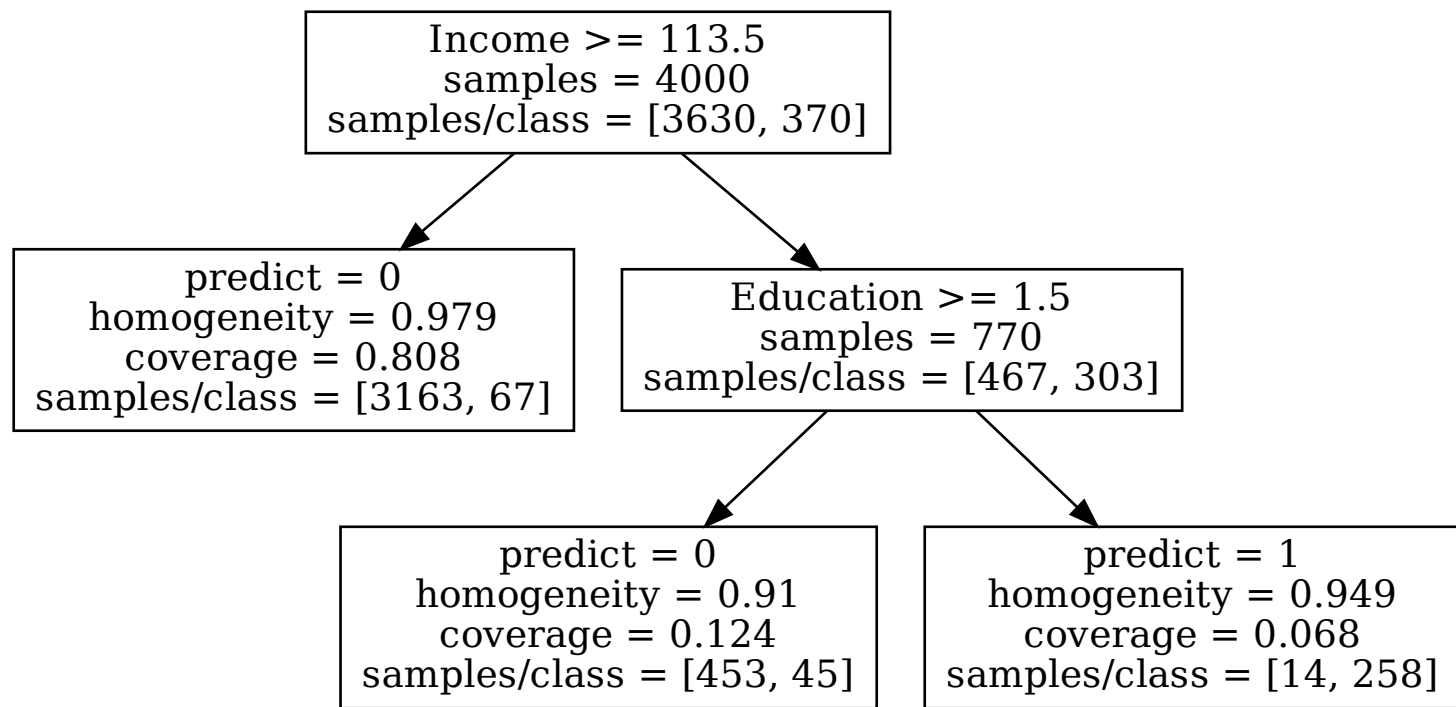 Income >= 113.5
samples = 4000
samples/class = [3630, 370]
predict = 0
homogeneity = 0.979
coverage = 0.808
samples/class = [3163, 67]
Education >= 1.5
samples = 770
samples/class = [467, 303]
predict = 0
homogeneity = 0.91
coverage = 0.124
samples/class = [453, 45]
predict = 1
homogeneity = 0.949
coverage = 0.068
samples/class = [14, 258]